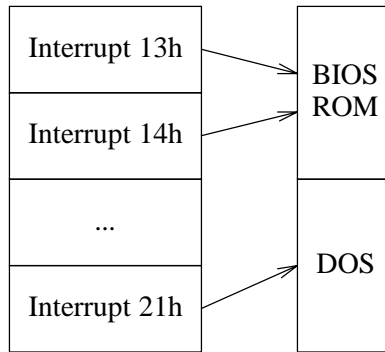 Interrupt 13h
Interrupt 14h
...
Interrupt 21h
BIOS
ROM
DOS